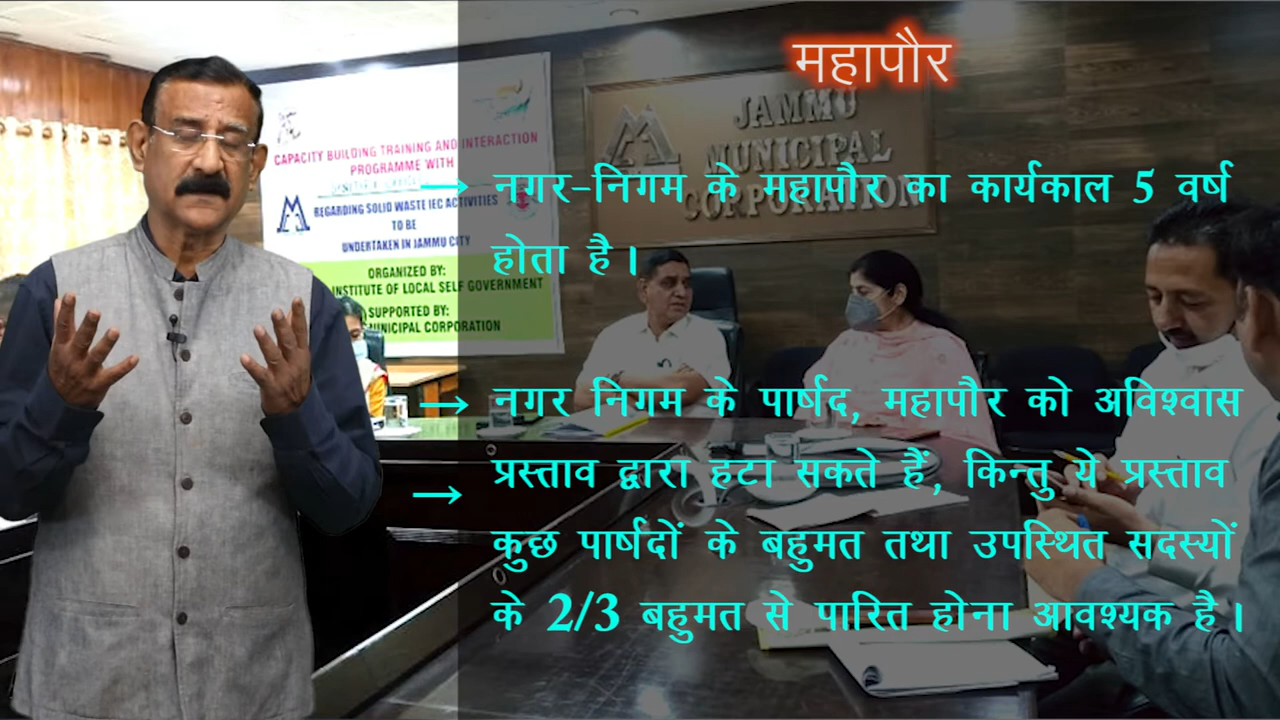 महापौर
JAMMU
MUNICIPAL
CORPORATION
CAPACITY BUILDING TRAINING AND INTERACTION
PROGRAMME WITH
REGARDING SOLID WASTE IEC ACTIVITIES
TO BE
UNDERTAKEN IN JAMMU CITY
ORGANIZED BY:
INSTITUTE OF LOCAL SELF GOVERNMENT
SUPPORTED BY:
MUNICIPAL CORPORATION
→ नगर-निगम के महापौर का कार्यकाल 5 वर्ष
होता है।
→ नगर निगम के पार्षद, महापौर को अविश्वास
→ प्रस्ताव द्वारा हटा सकते हैं, किन्तु ये प्रस्ताव
कुछ पार्षदों के बहुमत तथा उपस्थित सदस्यों
के 2/3 बहुमत से पारित होना आवश्यक है।